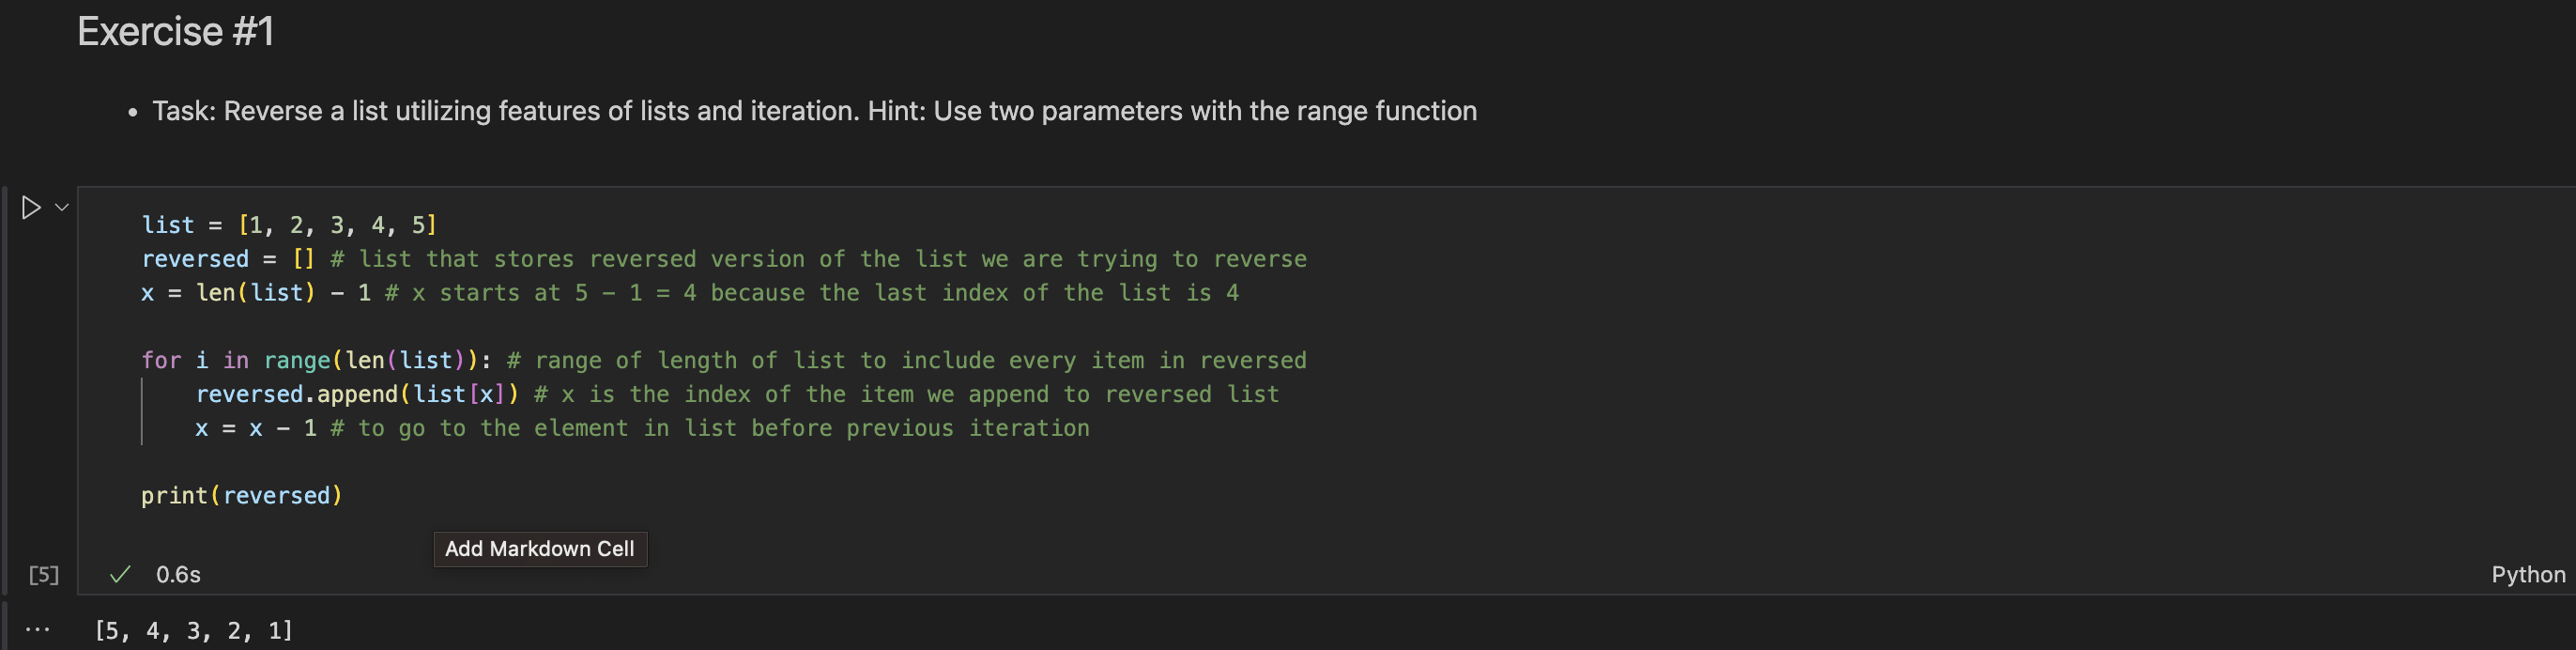 Exercise #1
• Task: Reverse a list utilizing features of lists and iteration. Hint: Use two parameters with the range function
list = [1, 2, 3, 4, 5]
reversed = [] # list that stores reversed version of the list we are trying to reverse
x = len(list) - 1 # x starts at 5 - 1 = 4 because the last index of the list is 4
for i in range(len(list)): # range of length of list to include every item in reversed
    reversed.append(list[x]) # x is the index of the item we append to reversed list
    x = x - 1 # to go to the element in list before previous iteration
print(reversed)
Add Markdown Cell
[5] ✓ 0.6s Python
... [5, 4, 3, 2, 1]